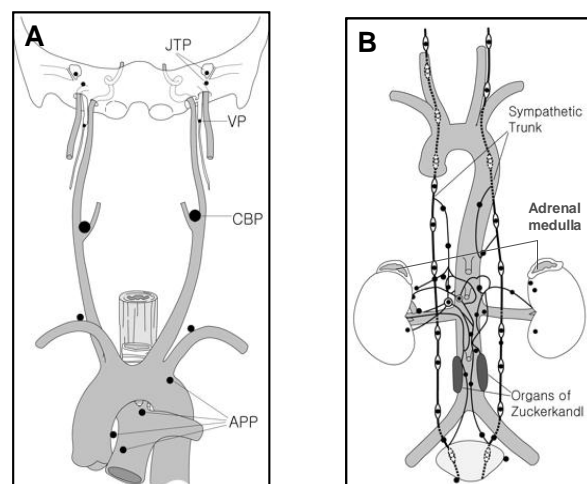 A
JTP
VP
CBP
APP
B
Sympathetic
Trunk
Adrenal
medulla
Organs of
Zuckerkandl